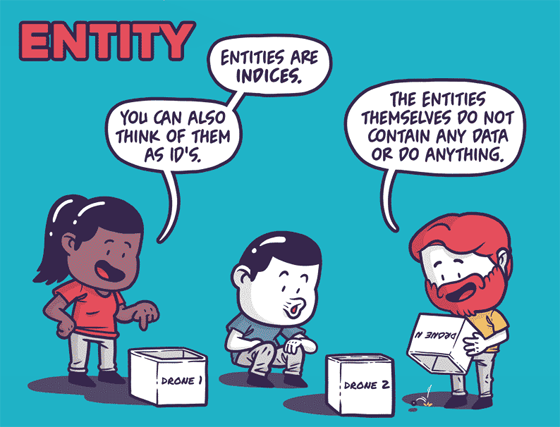 ENTITY
ENTITIES ARE
INDICES.
YOU CAN ALSO
THINK OF THEM
AS ID'S.
THE ENTITIES
THEMSELVES DO NOT
CONTAIN ANY DATA
OR DO ANYTHING.
DRONE 1
DRONE 2
DRONE N